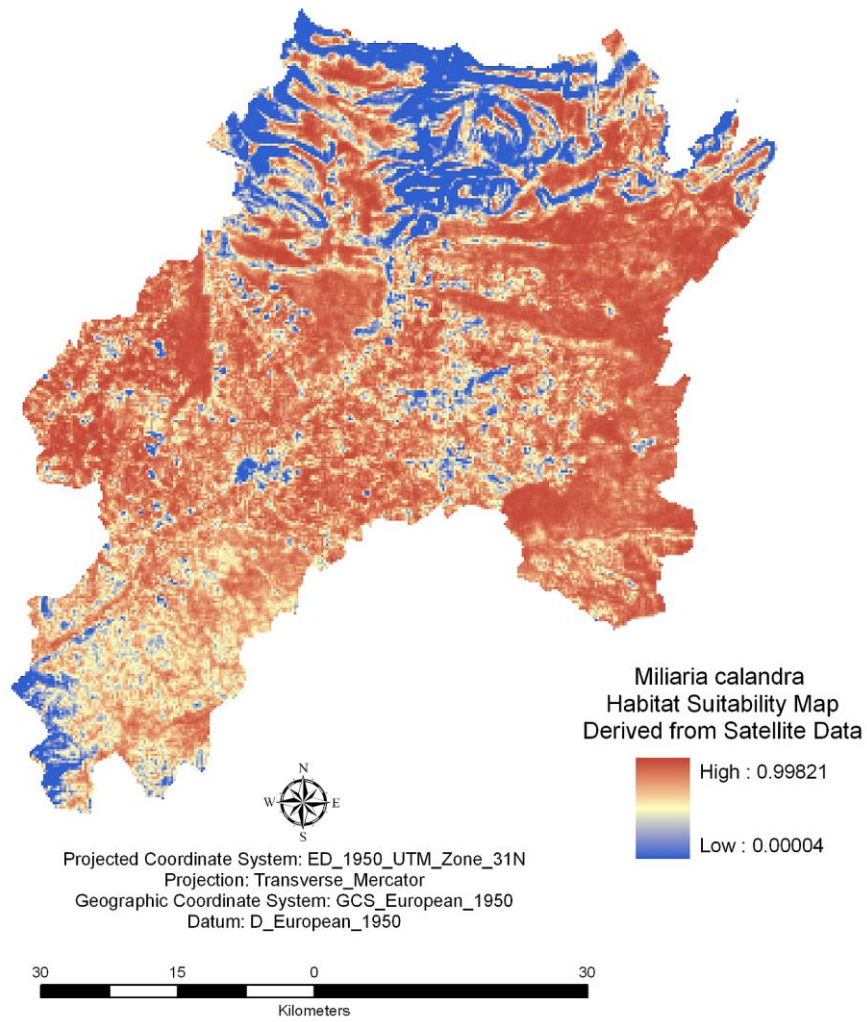 Miliaria calandra
Habitat Suitability Map
Derived from Satellite Data
High : 0.99821
Low : 0.00004
N
W E
S
Projected Coordinate System: ED_1950_UTM_Zone_31N
Projection: Transverse_Mercator
Geographic Coordinate System: GCS_European_1950
Datum: D_European_1950
30 15 0 30
Kilometers